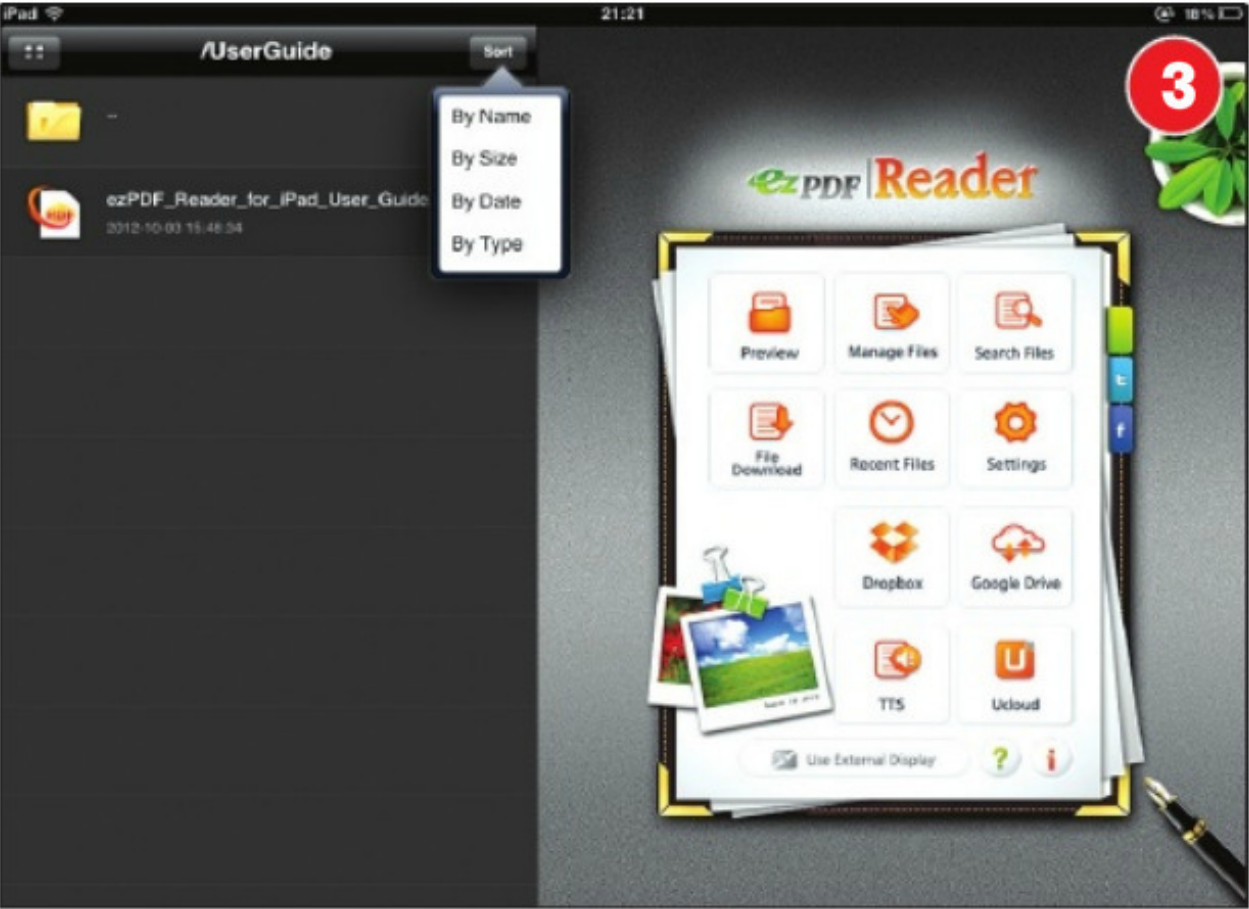 iPad
21:21
18%
/UserGuide
Sort
3
By Name
By Size
By Date
By Type
..
ezPDF_Reader_for_iPad_User_Guide
2012-10-03 15:46:34
PDF
ezPDF Reader
Preview
Manage Files
Search Files
t
File
Download
Recent Files
Settings
f
Dropbox
Google Drive
TTS
U
Ucloud
Use External Display
?
i